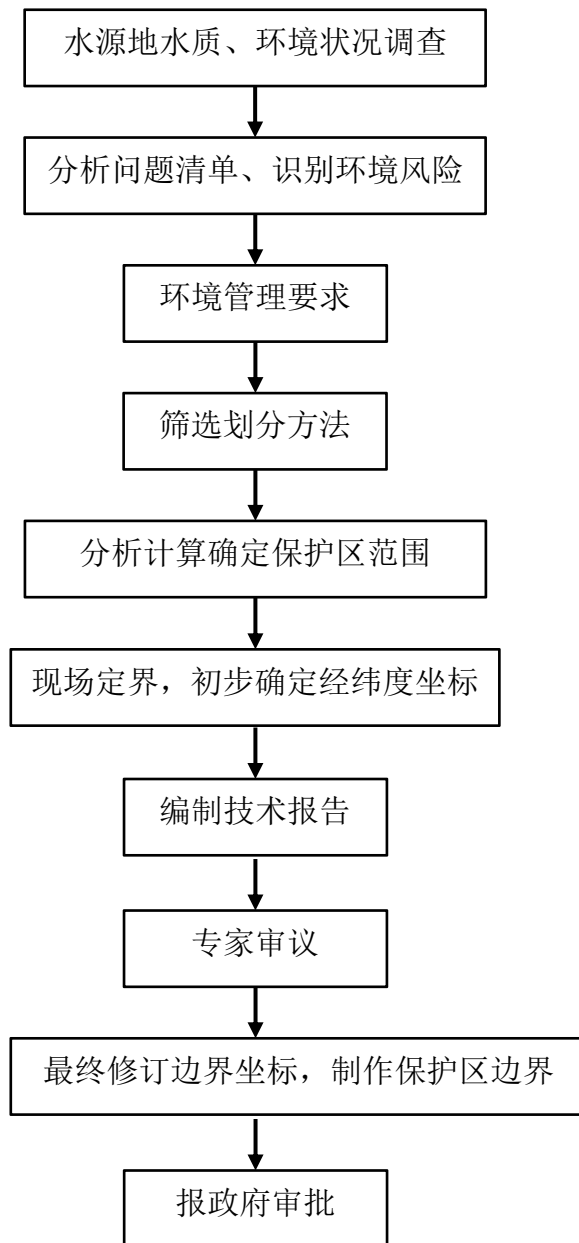 水源地水质、环境状况调查
分析问题清单、识别环境风险
环境管理要求
筛选划分方法
分析计算确定保护区范围
现场定界，初步确定经纬度坐标
编制技术报告
专家审议
最终修订边界坐标，制作保护区边界
报政府审批